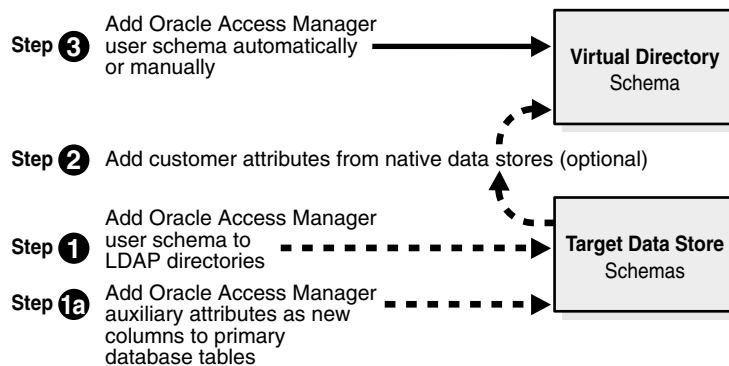 Step 3 Add Oracle Access Manager
user schema automatically
or manually
Virtual Directory
Schema
Step 2 Add customer attributes from native data stores (optional)
Step 1 Add Oracle Access Manager
user schema to
LDAP directories
Target Data Store
Schemas
Step 1a Add Oracle Access Manager
auxiliary attributes as new
columns to primary
database tables